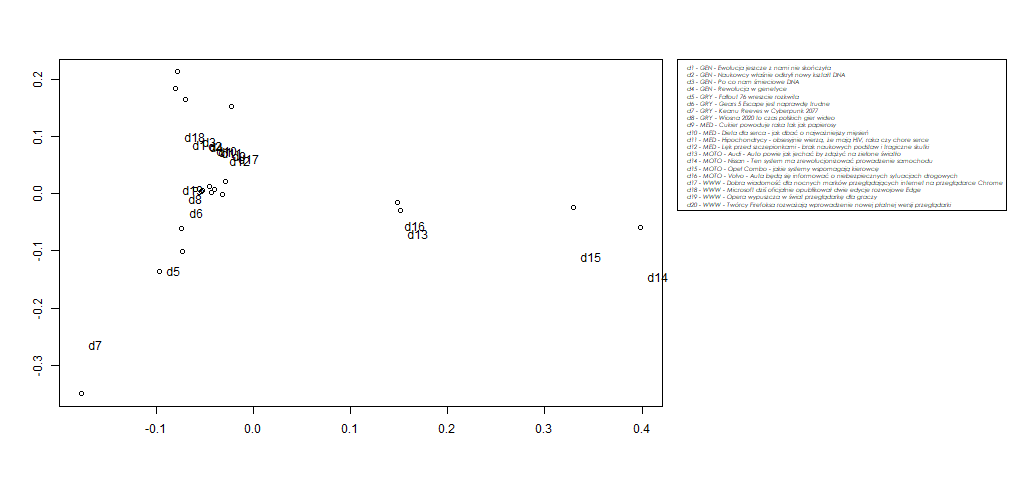 0.2
0.1
0.0
-0.1
-0.2
-0.3
-0.1
0.0
0.1
0.2
0.3
0.4
d18
d12
d17
d8
d6
d5
d7
d16
d13
d15
d14
d1 - GEN - Ewolucja jeszcze z nami nie skończyła
d2 - GEN - Naukowcy właśnie odkryli nowy kształt DNA
d3 - GEN - Po co nam śmieciowe DNA
d4 - GEN - Rewolucja w genetyce
d5 - GRY - Fallout 76 wreszcie rozkwita
d6 - GRY - Gears 5 Escape jest naprawdę trudne
d7 - GRY - Keanu Reeves w Cyberpunk 2077
d8 - GRY - Wiosna 2020 to czas polskich gier wideo
d9 - MED - Cukier powoduje raka tak jak papierosy
d10 - MED - Dieta dla serca - jak dbać o najważniejszy mięsień
d11 - MED - Hipochondrycy - obsesyjnie wierzą, że mają HIV, raka czy chore serce
d12 - MED - Lęk przed szczepionkami - brak naukowych podstaw i tragiczne skutki
d13 - MOTO - Audi - Auto powie jak jechać by zdążyć na zielone światło
d14 - MOTO - Nissan - Ten system ma zrewolucjonizować prowadzenie samochodu
d15 - MOTO - Opel Combo - jakie systemy wspomagają kierowcę
d16 - MOTO - Volvo - Auta będą się informować o niebezpiecznych sytuacjach drogowych
d17 - WWW - Dobra wiadomość dla nocnych marków przeglądających internet na przeglądarce Chrome
d18 - WWW - Microsoft dziś oficjalnie opublikował dwie edycje rozwojowe Edge
d19 - WWW - Opera wypuszcza w świat przeglądarkę dla graczy
d20 - WWW - Twórcy Firefoksa rozważają wprowadzenie nowej płatnej wersji przeglądarki